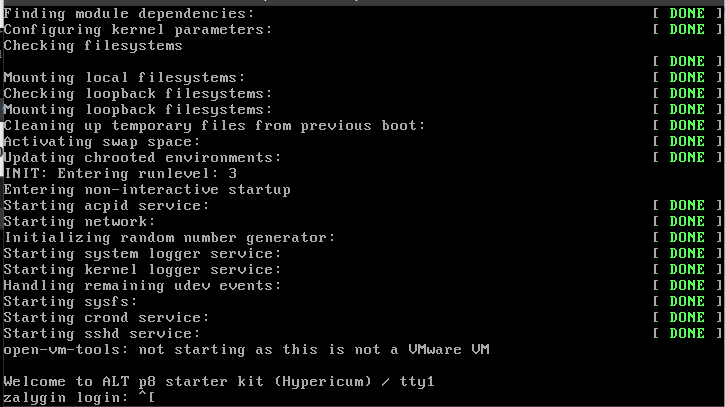 Finding module dependencies: [ DONE ]
Configuring kernel parameters: [ DONE ]
Checking filesystems
[ DONE ]
Mounting local filesystems: [ DONE ]
Checking loopback filesystems: [ DONE ]
Mounting loopback filesystems: [ DONE ]
Cleaning up temporary files from previous boot: [ DONE ]
Activating swap space: [ DONE ]
Updating chrooted environments: [ DONE ]
INIT: Entering runlevel: 3
Entering non-interactive startup
Starting acpid service: [ DONE ]
Starting network: [ DONE ]
Initializing random number generator: [ DONE ]
Starting system logger service: [ DONE ]
Starting kernel logger service: [ DONE ]
Handling remaining udev events: [ DONE ]
Starting sysfs: [ DONE ]
Starting crond service: [ DONE ]
Starting sshd service: [ DONE ]
open-vm-tools: not starting as this is not a VMware VM
Welcome to ALT p8 starter kit (Hypericum) / tty1
zalygin login: ^[